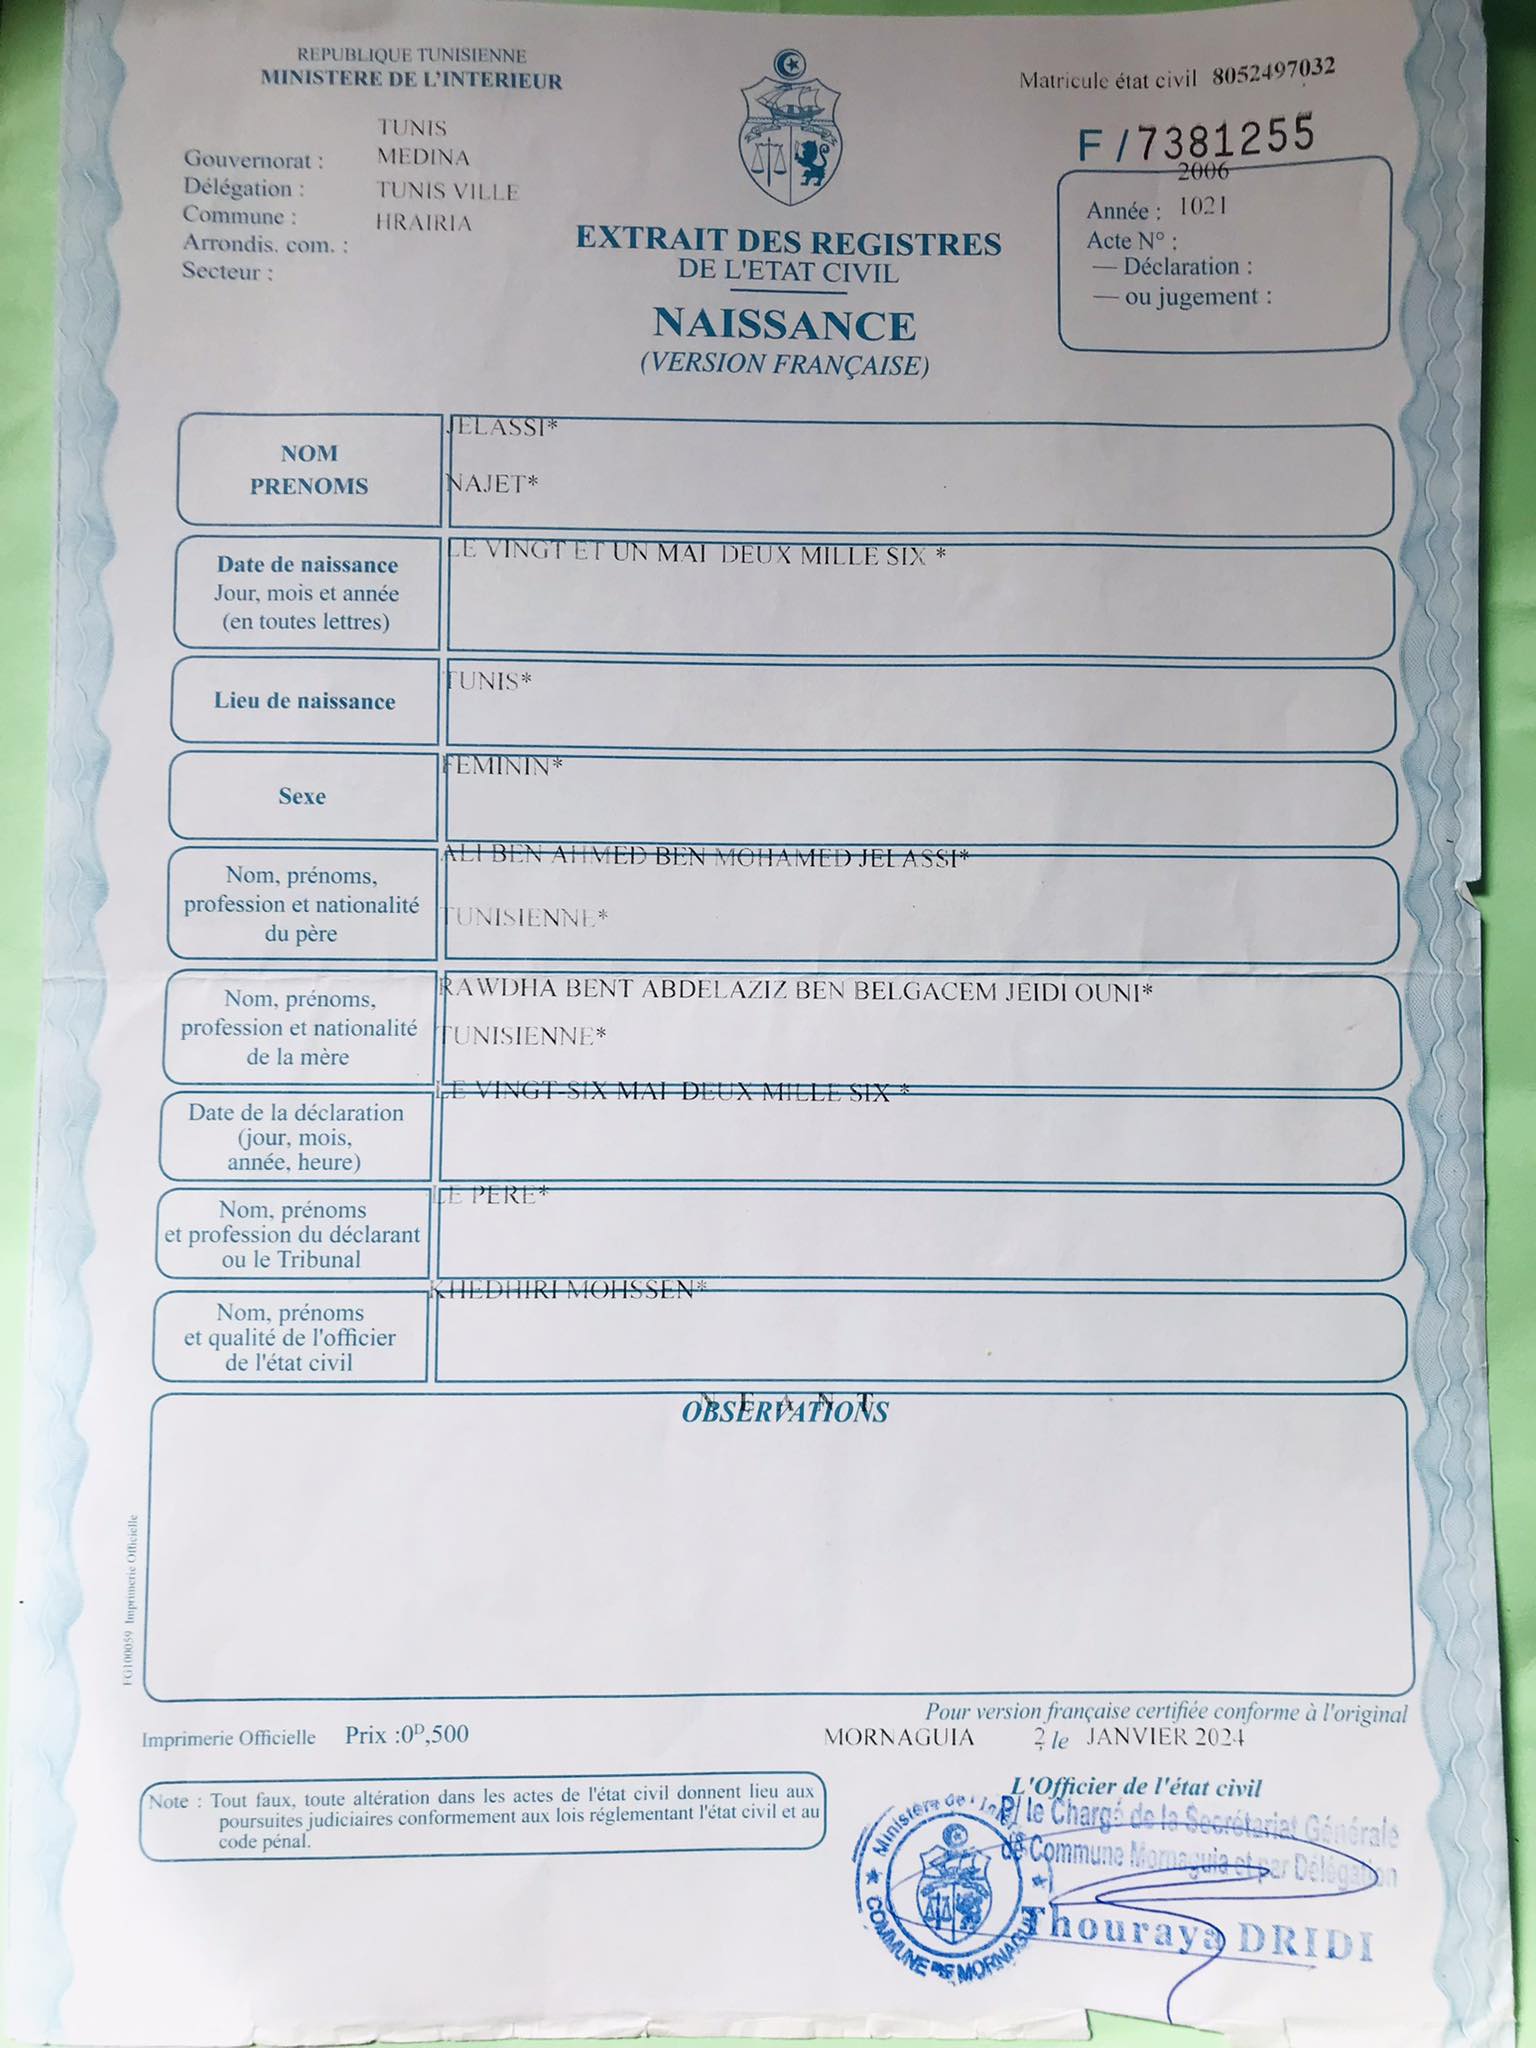 REPUBLIQUE TUNISIENNE
MINISTERE DE L'INTERIEUR
Matricule état civil 8052497032
F / 7381255
TUNIS
Gouvernorat : MEDINA
Délégation : TUNIS VILLE
Commune : HRAIRIA
Arrondis. com. :
Secteur :
2006
Année : 1021
Acte N° :
— Déclaration :
— ou jugement :
EXTRAIT DES REGISTRES
DE L'ETAT CIVIL
NAISSANCE
(VERSION FRANÇAISE)
NOM
PRENOMS
JELASSI*
NAJET*
Date de naissance
Jour, mois et année
(en toutes lettres)
LE VINGT ET UN MAI DEUX MILLE SIX *
Lieu de naissance
TUNIS*
Sexe
FEMININ*
Nom, prénoms,
profession et nationalité
du père
ALI BEN AHMED BEN MOHAMED JELASSI*
TUNISIENNE*
Nom, prénoms,
profession et nationalité
de la mère
RAWDHA BENT ABDELAZIZ BEN BELGACEM JEIDI OUNI*
TUNISIENNE*
Date de la déclaration
(jour, mois,
année, heure)
LE VINGT-SIX MAI DEUX MILLE SIX *
Nom, prénoms
et profession du déclarant
ou le Tribunal
LE PERE*
Nom, prénoms
et qualité de l'officier
de l'état civil
KHEDHIRI MOHSSEN*
N E A N T
OBSERVATIONS
FG100059 Imprimerie Officielle
Imprimerie Officielle Prix :0D,500
Pour version française certifiée conforme à l'original
MORNAGUIA 2, le JANVIER 2024
Note : Tout faux, toute altération dans les actes de l'état civil donnent lieu aux
poursuites judiciaires conformement aux lois réglementant l'état civil et au
code pénal.
L'Officier de l'état civil
P/ le Chargé de la Secrétariat Générale
de Commune Mornaguia et par Délégation
Thouraya DRIDI
Ministère de l'Int
COMMUNE DE MORNAGUIA